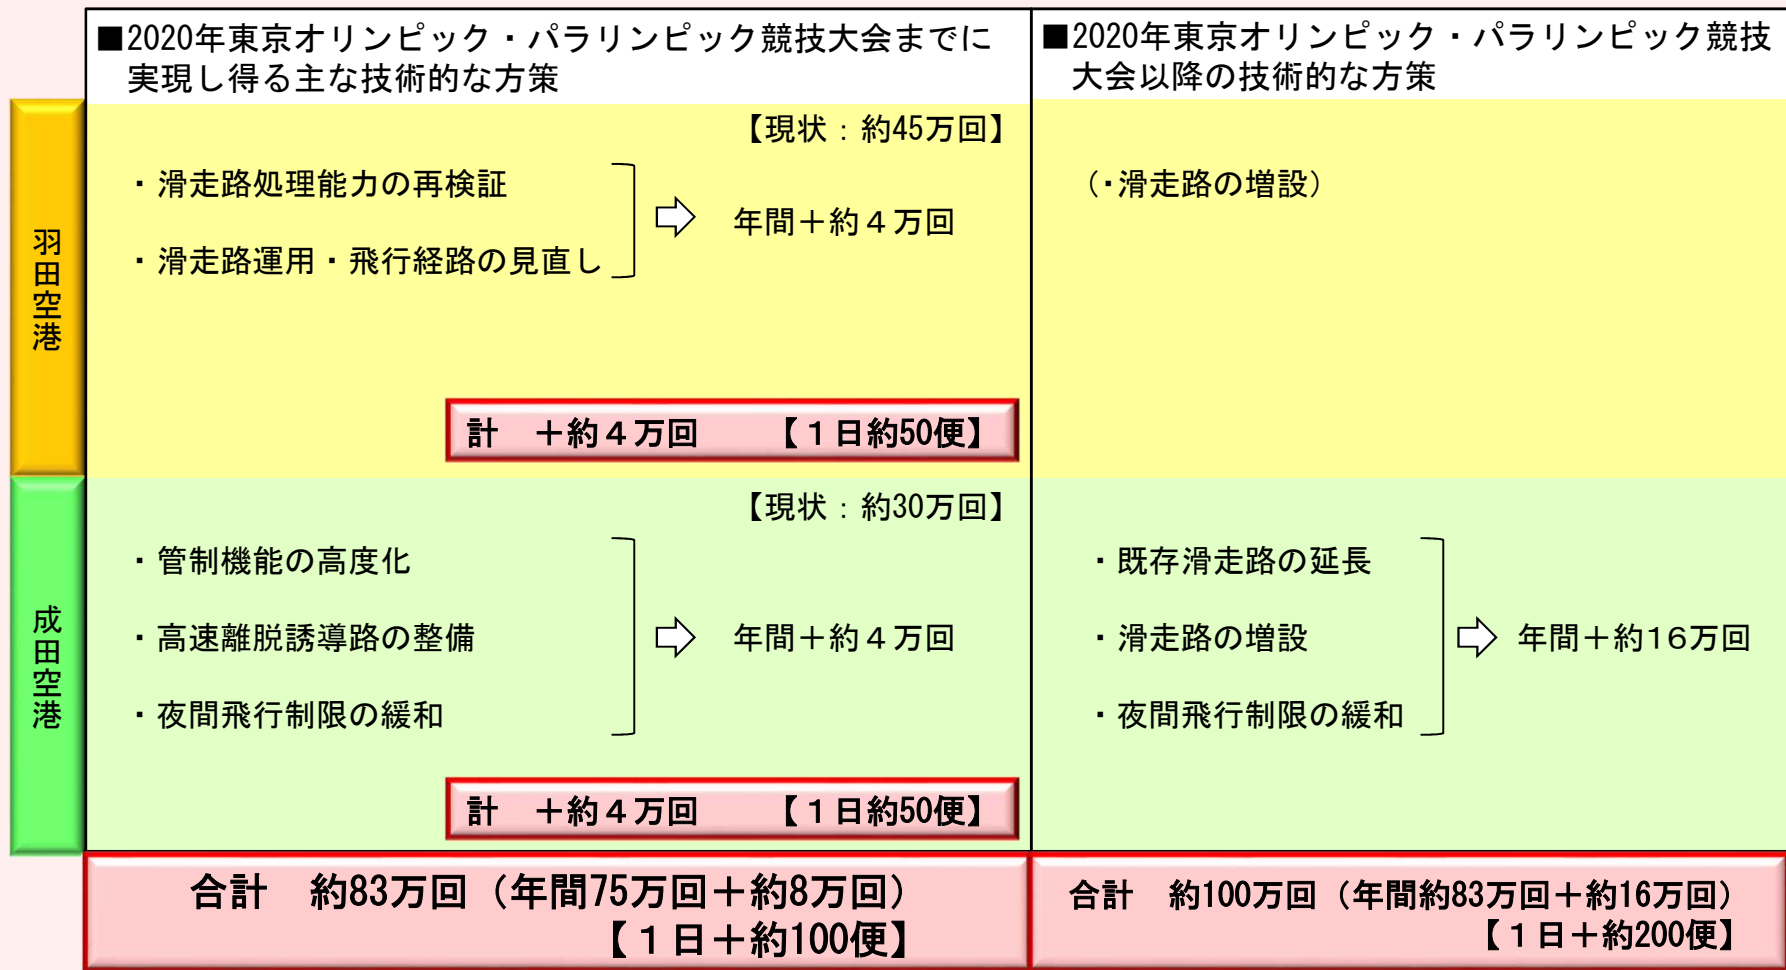 ■2020年東京オリンピック・パラリンピック競技大会までに
実現し得る主な技術的な方策
■2020年東京オリンピック・パラリンピック競技
大会以降の技術的な方策
羽田空港
【現状：約45万回】
・滑走路処理能力の再検証
・滑走路運用・飛行経路の見直し
年間＋約４万回
計　＋約４万回　【１日約50便】
（・滑走路の増設）
成田空港
【現状：約30万回】
・管制機能の高度化
・高速離脱誘導路の整備
・夜間飛行制限の緩和
年間＋約４万回
計　＋約４万回　【１日約50便】
・既存滑走路の延長
・滑走路の増設
・夜間飛行制限の緩和
年間＋約16万回
合計　約83万回（年間75万回＋約8万回）
【１日＋約100便】
合計　約100万回（年間約83万回＋約16万回）
【１日＋約200便】